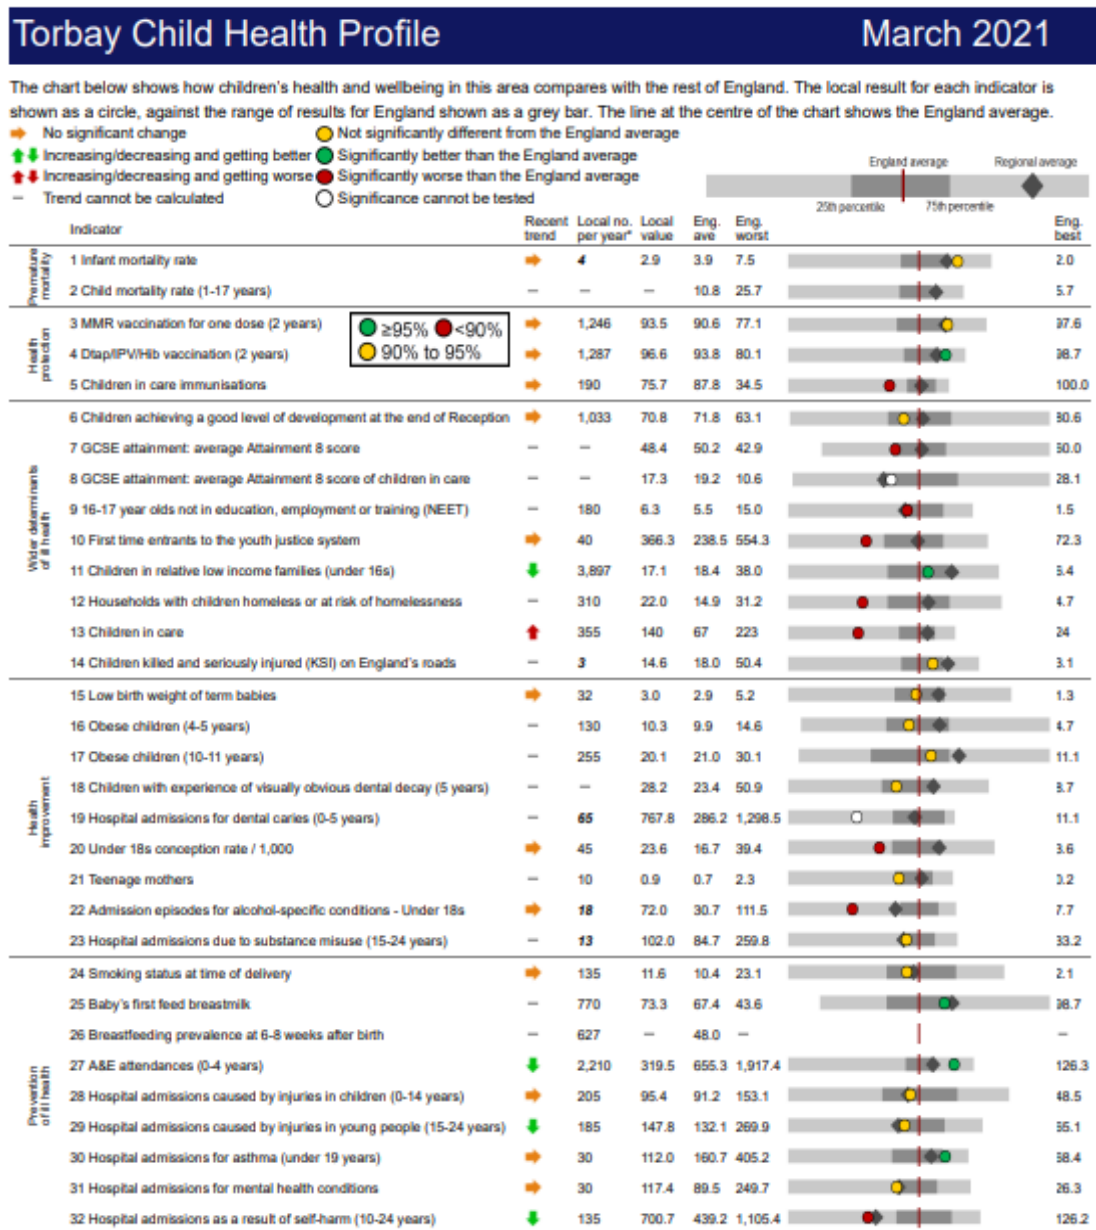 Torbay Child Health Profile March 2021
The chart below shows how children's health and wellbeing in this area compares with the rest of England. The local result for each indicator is
shown as a circle, against the range of results for England shown as a grey bar. The line at the centre of the chart shows the England average.
No significant change Not significantly different from the England average
Increasing/decreasing and getting better Significantly better than the England average
Increasing/decreasing and getting worse Significantly worse than the England average
– Trend cannot be calculated Significance cannot be tested
England average Regional average
25th percentile 75th percentile
Indicator Recent trend Local no. per year* Local value Eng. ave Eng. worst Eng. best
Premature mortality
1 Infant mortality rate 4 2.9 3.9 7.5 2.0
2 Child mortality rate (1-17 years) – – – 10.8 25.7 5.7
Health protection
≥95% <90%
90% to 95%
3 MMR vaccination for one dose (2 years) 1,246 93.5 90.6 77.1 97.6
4 Dtap/IPV/Hib vaccination (2 years) 1,287 96.6 93.8 80.1 98.7
5 Children in care immunisations 190 75.7 87.8 34.5 100.0
Wider determinants of ill health
6 Children achieving a good level of development at the end of Reception 1,033 70.8 71.8 63.1 80.6
7 GCSE attainment: average Attainment 8 score – – 48.4 50.2 42.9 60.0
8 GCSE attainment: average Attainment 8 score of children in care – – 17.3 19.2 10.6 28.1
9 16-17 year olds not in education, employment or training (NEET) – 180 6.3 5.5 15.0 1.5
10 First time entrants to the youth justice system 40 366.3 238.5 554.3 72.3
11 Children in relative low income families (under 16s) 3,897 17.1 18.4 38.0
12 Households with children homeless or at risk of homelessness – 310 22.0 14.9 31.2 4.7
13 Children in care 355 140 67 223 24
14 Children killed and seriously injured (KSI) on England's roads – 3 14.6 18.0 50.4 3.1
Health improvement
15 Low birth weight of term babies 32 3.0 2.9 5.2 1.3
16 Obese children (4-5 years) – 130 10.3 9.9 14.6 4.7
17 Obese children (10-11 years) – 255 20.1 21.0 30.1 11.1
18 Children with experience of visually obvious dental decay (5 years) – – 28.2 23.4 50.9
19 Hospital admissions for dental caries (0-5 years) – 65 767.8 286.2 1,298.5 11.1
20 Under 18s conception rate / 1,000 45 23.6 16.7 39.4 3.6
21 Teenage mothers – 10 0.9 0.7 2.3 0.2
22 Admission episodes for alcohol-specific conditions - Under 18s 18 72.0 30.7 111.5 7.7
23 Hospital admissions due to substance misuse (15-24 years) – 13 102.0 84.7 259.8 33.2
Prevention of ill health
24 Smoking status at time of delivery 135 11.6 10.4 23.1 2.1
25 Baby's first feed breastmilk – 770 73.3 67.4 43.6 98.7
26 Breastfeeding prevalence at 6-8 weeks after birth – 627 – 48.0 – –
27 A&E attendances (0-4 years) 2,210 319.5 655.3 1,917.4 126.3
28 Hospital admissions caused by injuries in children (0-14 years) 205 95.4 91.2 153.1 48.5
29 Hospital admissions caused by injuries in young people (15-24 years) 185 147.8 132.1 269.9
30 Hospital admissions for asthma (under 19 years) 30 112.0 160.7 405.2
31 Hospital admissions for mental health conditions 30 117.4 89.5 249.7 26.3
32 Hospital admissions as a result of self-harm (10-24 years) 135 700.7 439.2 1,105.4 126.2